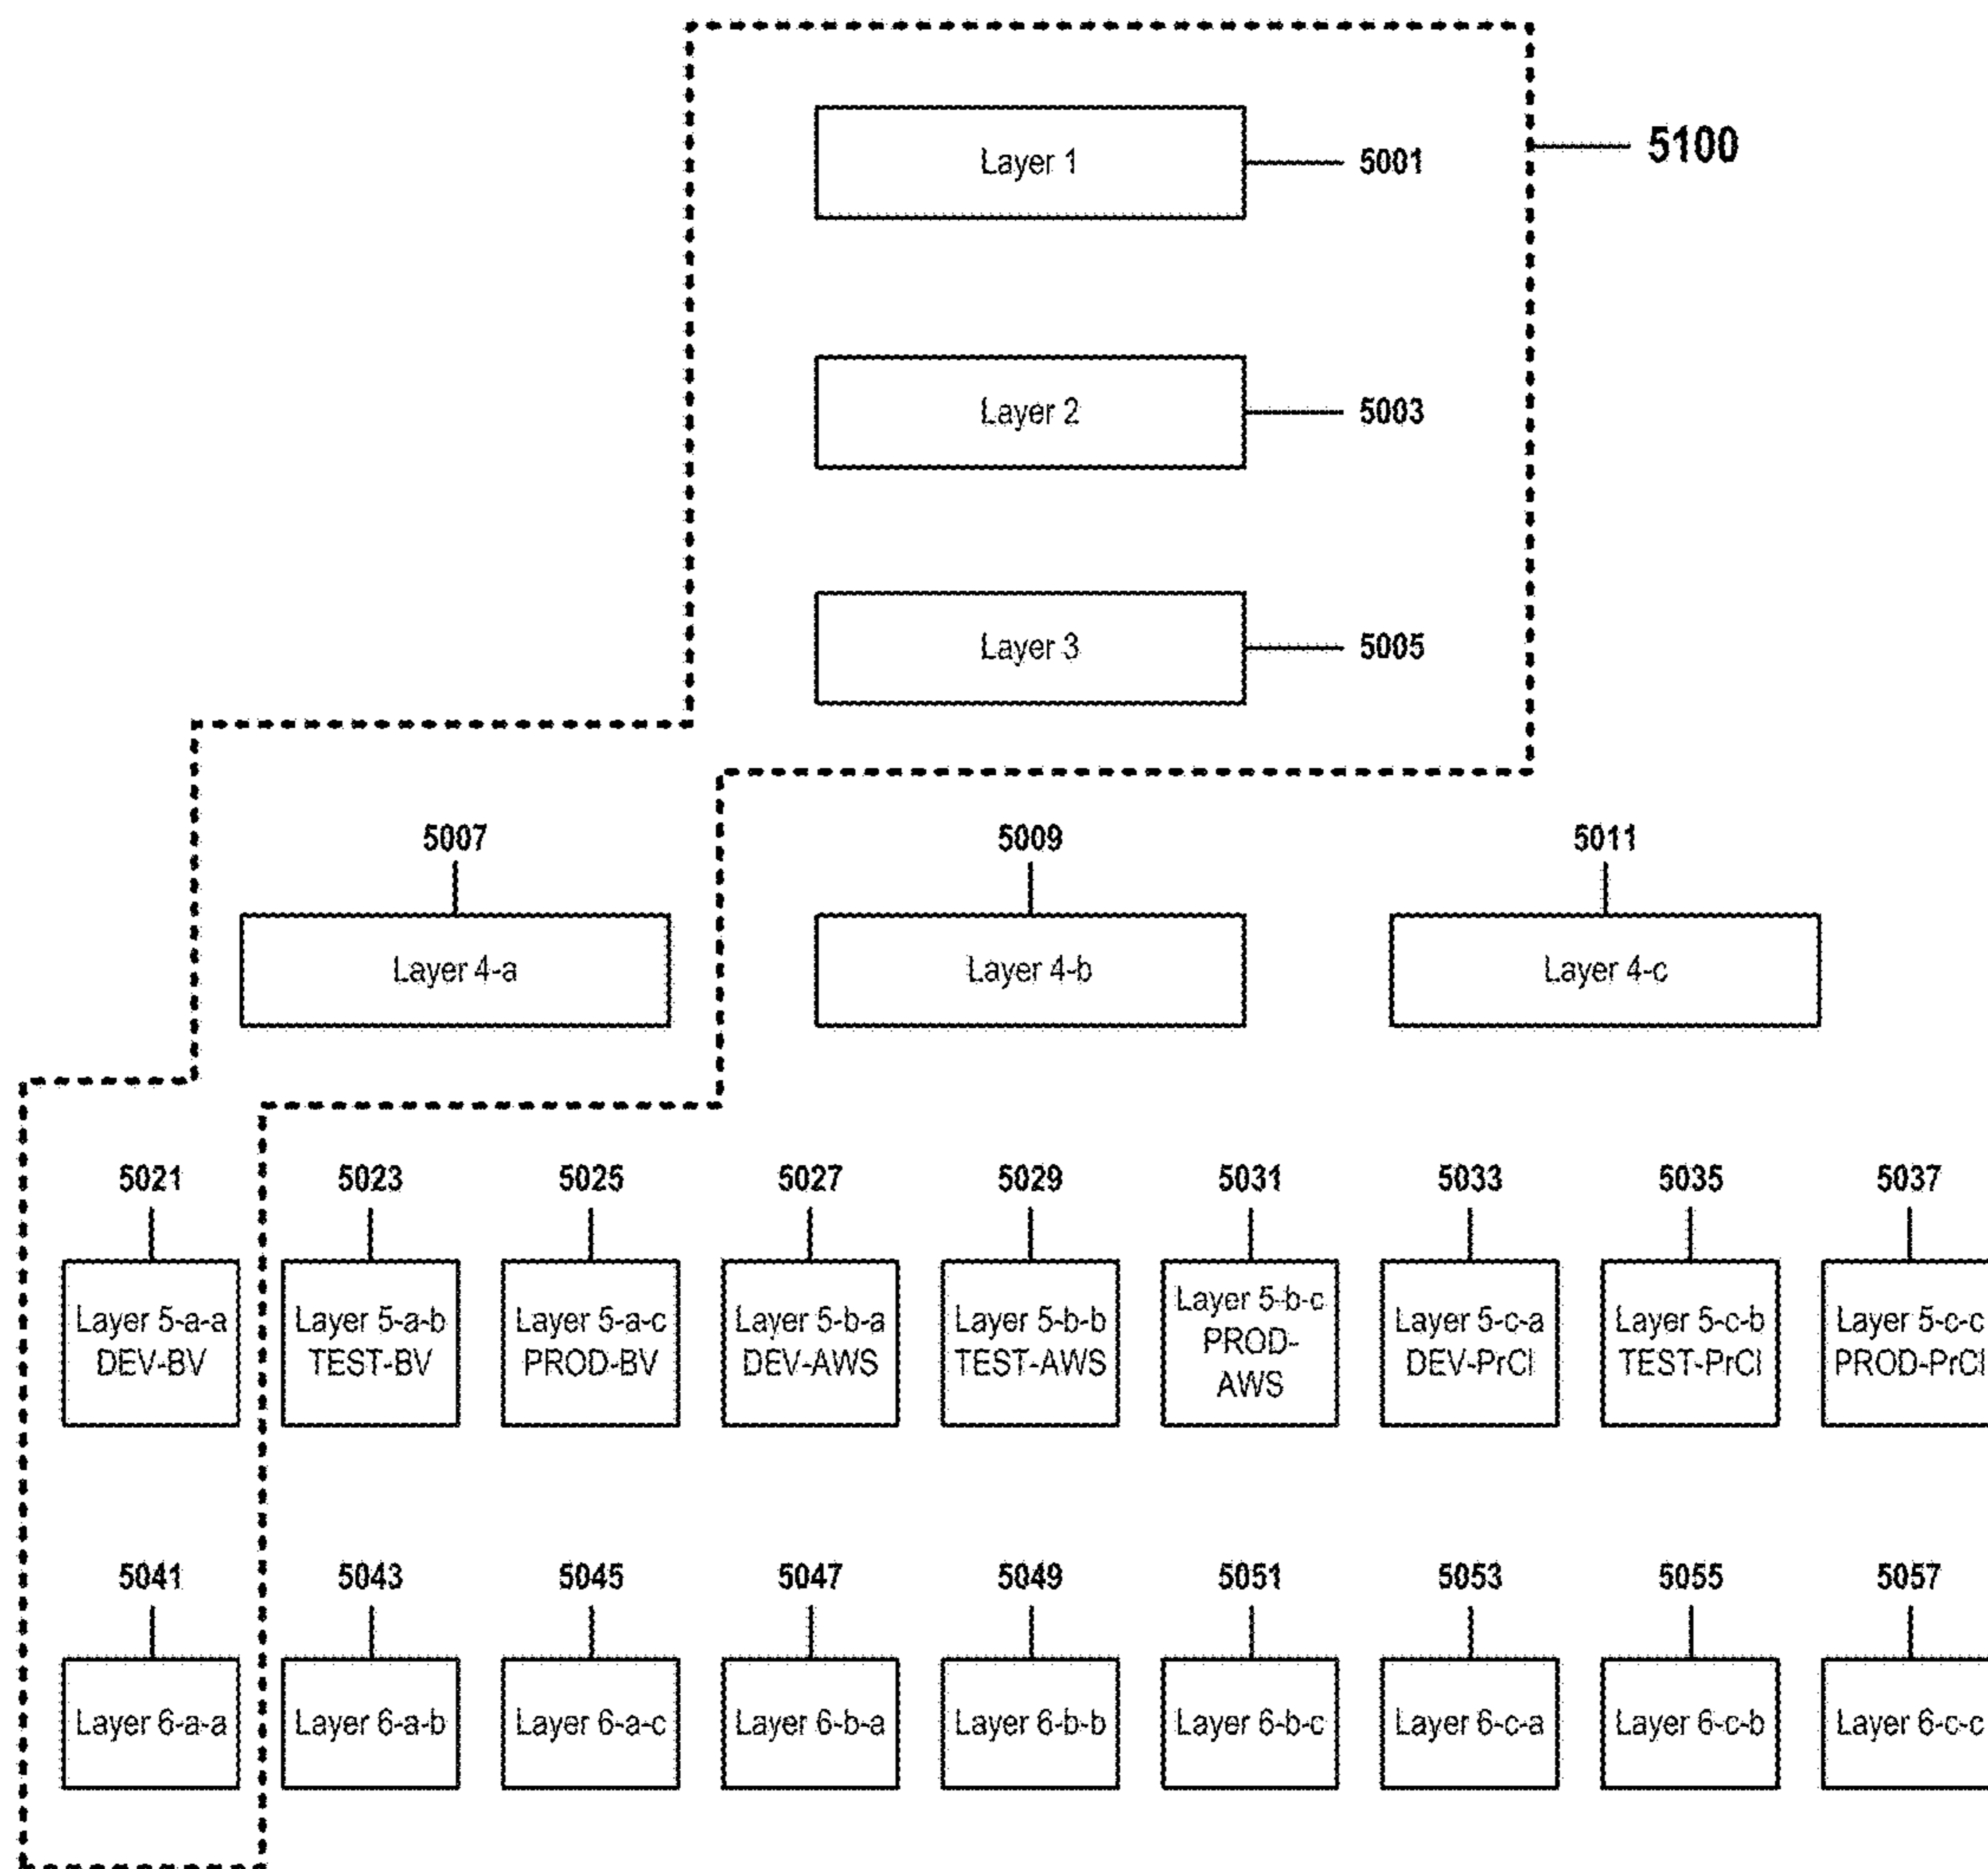 Layer 1
5001
5100
Layer 2
5003
Layer 3
5005
5007
5009
5011
Layer 4-a
Layer 4-b
Layer 4-c
5021
5023
5025
5027
5029
5031
5033
5035
5037
Layer 5-a-a
DEV-BV
Layer 5-a-b
TEST-BV
Layer 5-a-c
PROD-BV
Layer 5-b-a
DEV-AWS
Layer 5-b-b
TEST-AWS
Layer 5-b-c
PROD-
AWS
Layer 5-c-a
DEV-PrCl
Layer 5-c-b
TEST-PrCl
Layer 5-c-c
PROD-PrCl
5041
5043
5045
5047
5049
5051
5053
5055
5057
Layer 6-a-a
Layer 6-a-b
Layer 6-a-c
Layer 6-b-a
Layer 6-b-b
Layer 6-b-c
Layer 6-c-a
Layer 6-c-b
Layer 6-c-c